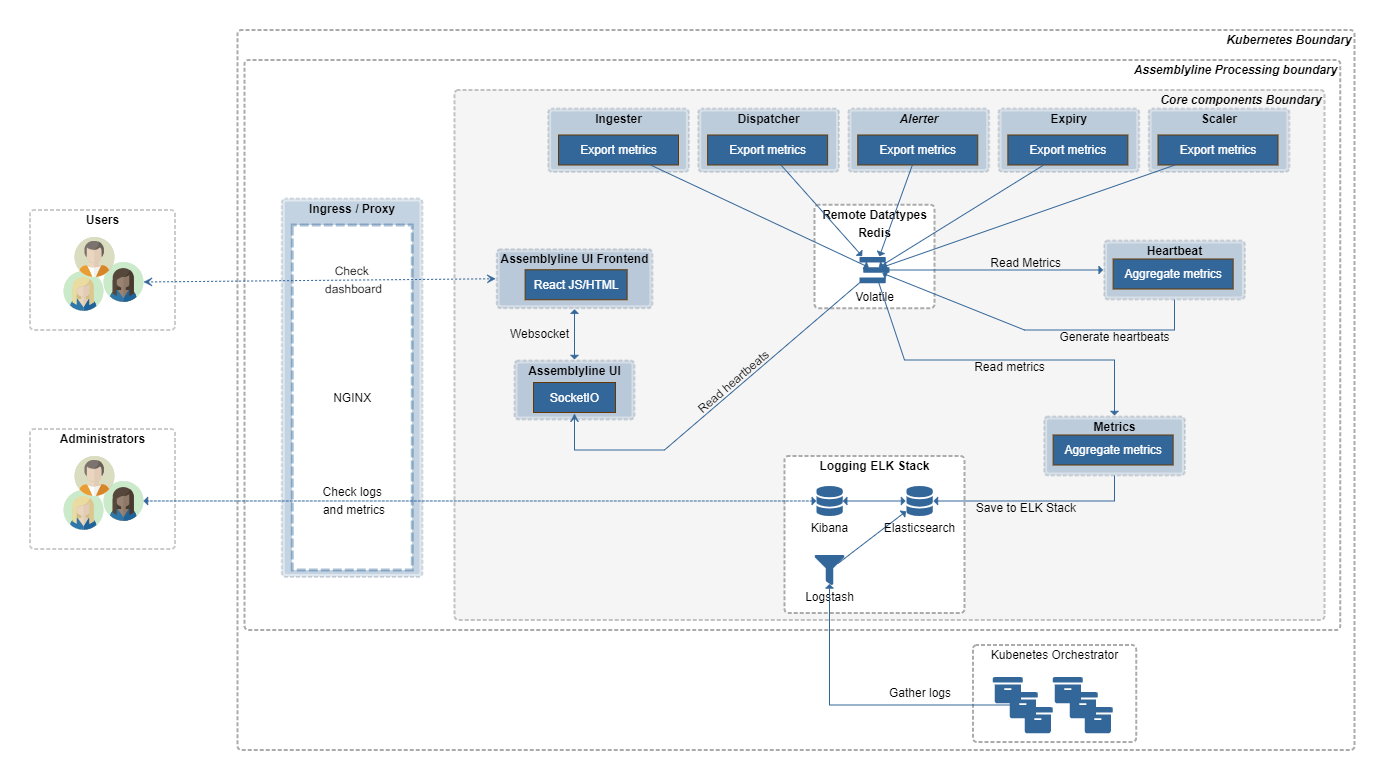 Kubernetes Boundary
Assemblyline Processing boundary
Core components Boundary
Ingester
Export metrics
Dispatcher
Export metrics
Alerter
Export metrics
Expiry
Export metrics
Scaler
Export metrics
Users
Ingress / Proxy
Check
dashboard
NGINX
Check logs
and metrics
Administrators
Assemblyline UI Frontend
React JS/HTML
Websocket
Assemblyline UI
SocketIO
Remote Datatypes
Redis
Volatile
Read Metrics
Heartbeat
Aggregate metrics
Generate heartbeats
Read heartbeats
Read metrics
Metrics
Aggregate metrics
Logging ELK Stack
Kibana
Elasticsearch
Save to ELK Stack
Logstash
Gather logs
Kubenetes Orchestrator